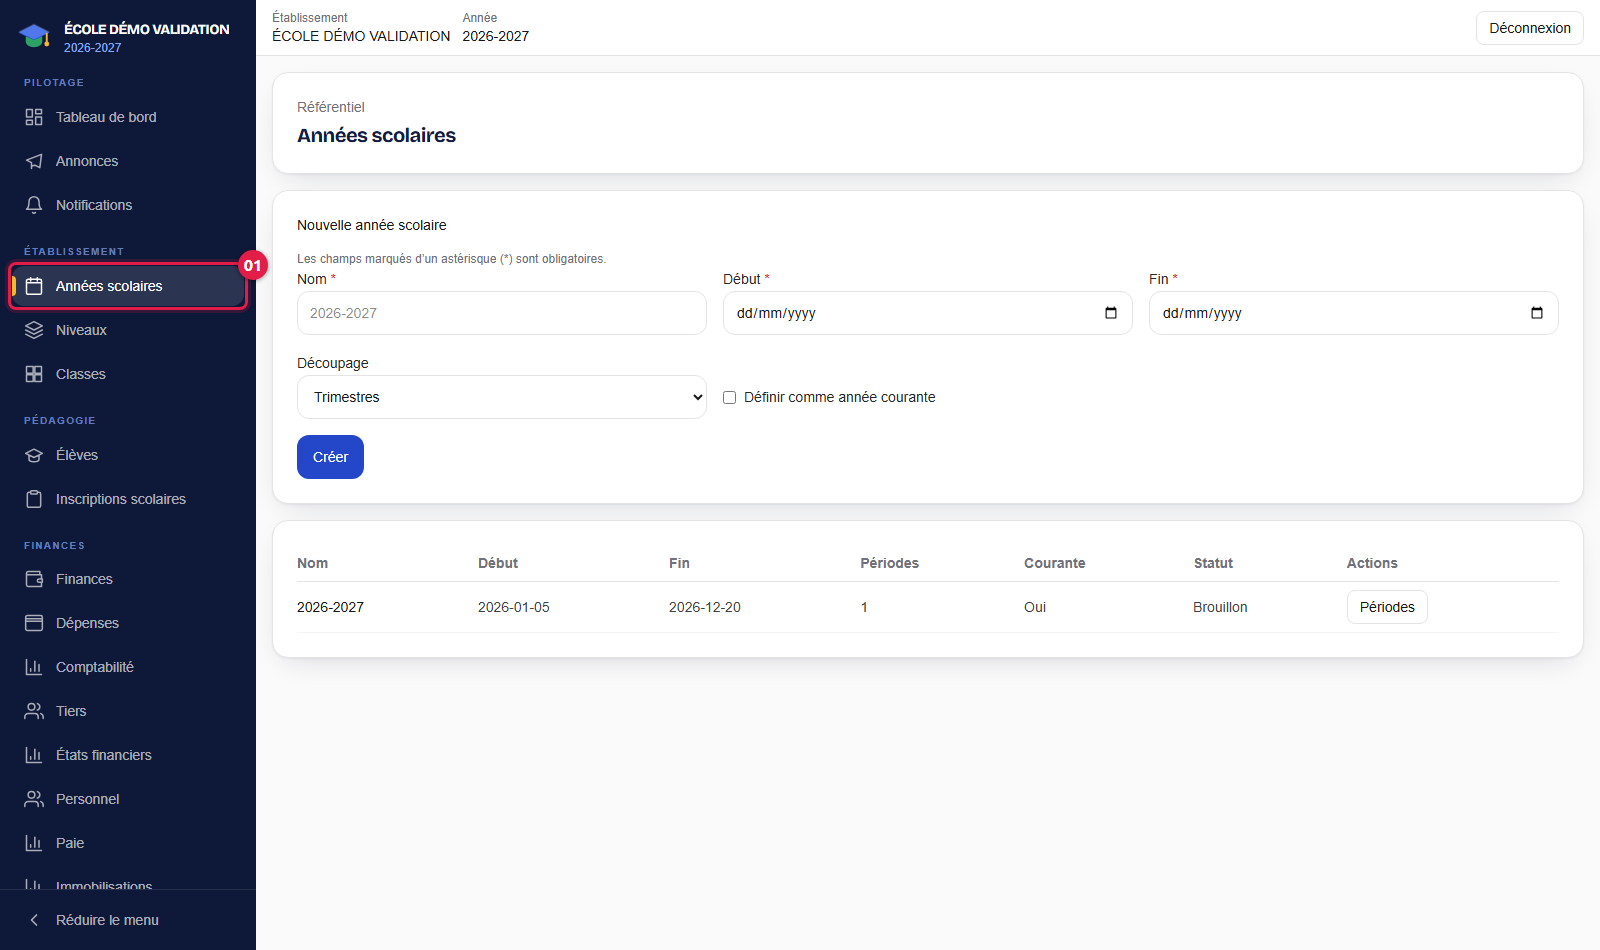 ÉCOLE DÉMO VALIDATION
2026-2027
PILOTAGE
Tableau de bord
Annonces
Notifications
ÉTABLISSEMENT
Années scolaires
01
Niveaux
Classes
PÉDAGOGIE
Élèves
Inscriptions scolaires
FINANCES
Finances
Dépenses
Comptabilité
Tiers
États financiers
Personnel
Paie
Immobilisations
Réduire le menu
Établissement Année
ÉCOLE DÉMO VALIDATION 2026-2027
Déconnexion
Référentiel
Années scolaires
Nouvelle année scolaire
Les champs marqués d'un astérisque (*) sont obligatoires.
Nom * Début * Fin *
2026-2027 dd/mm/yyyy dd/mm/yyyy
Découpage
Trimestres Définir comme année courante
Créer
Nom Début Fin Périodes Courante Statut Actions
2026-2027 2026-01-05 2026-12-20 1 Oui Brouillon Périodes